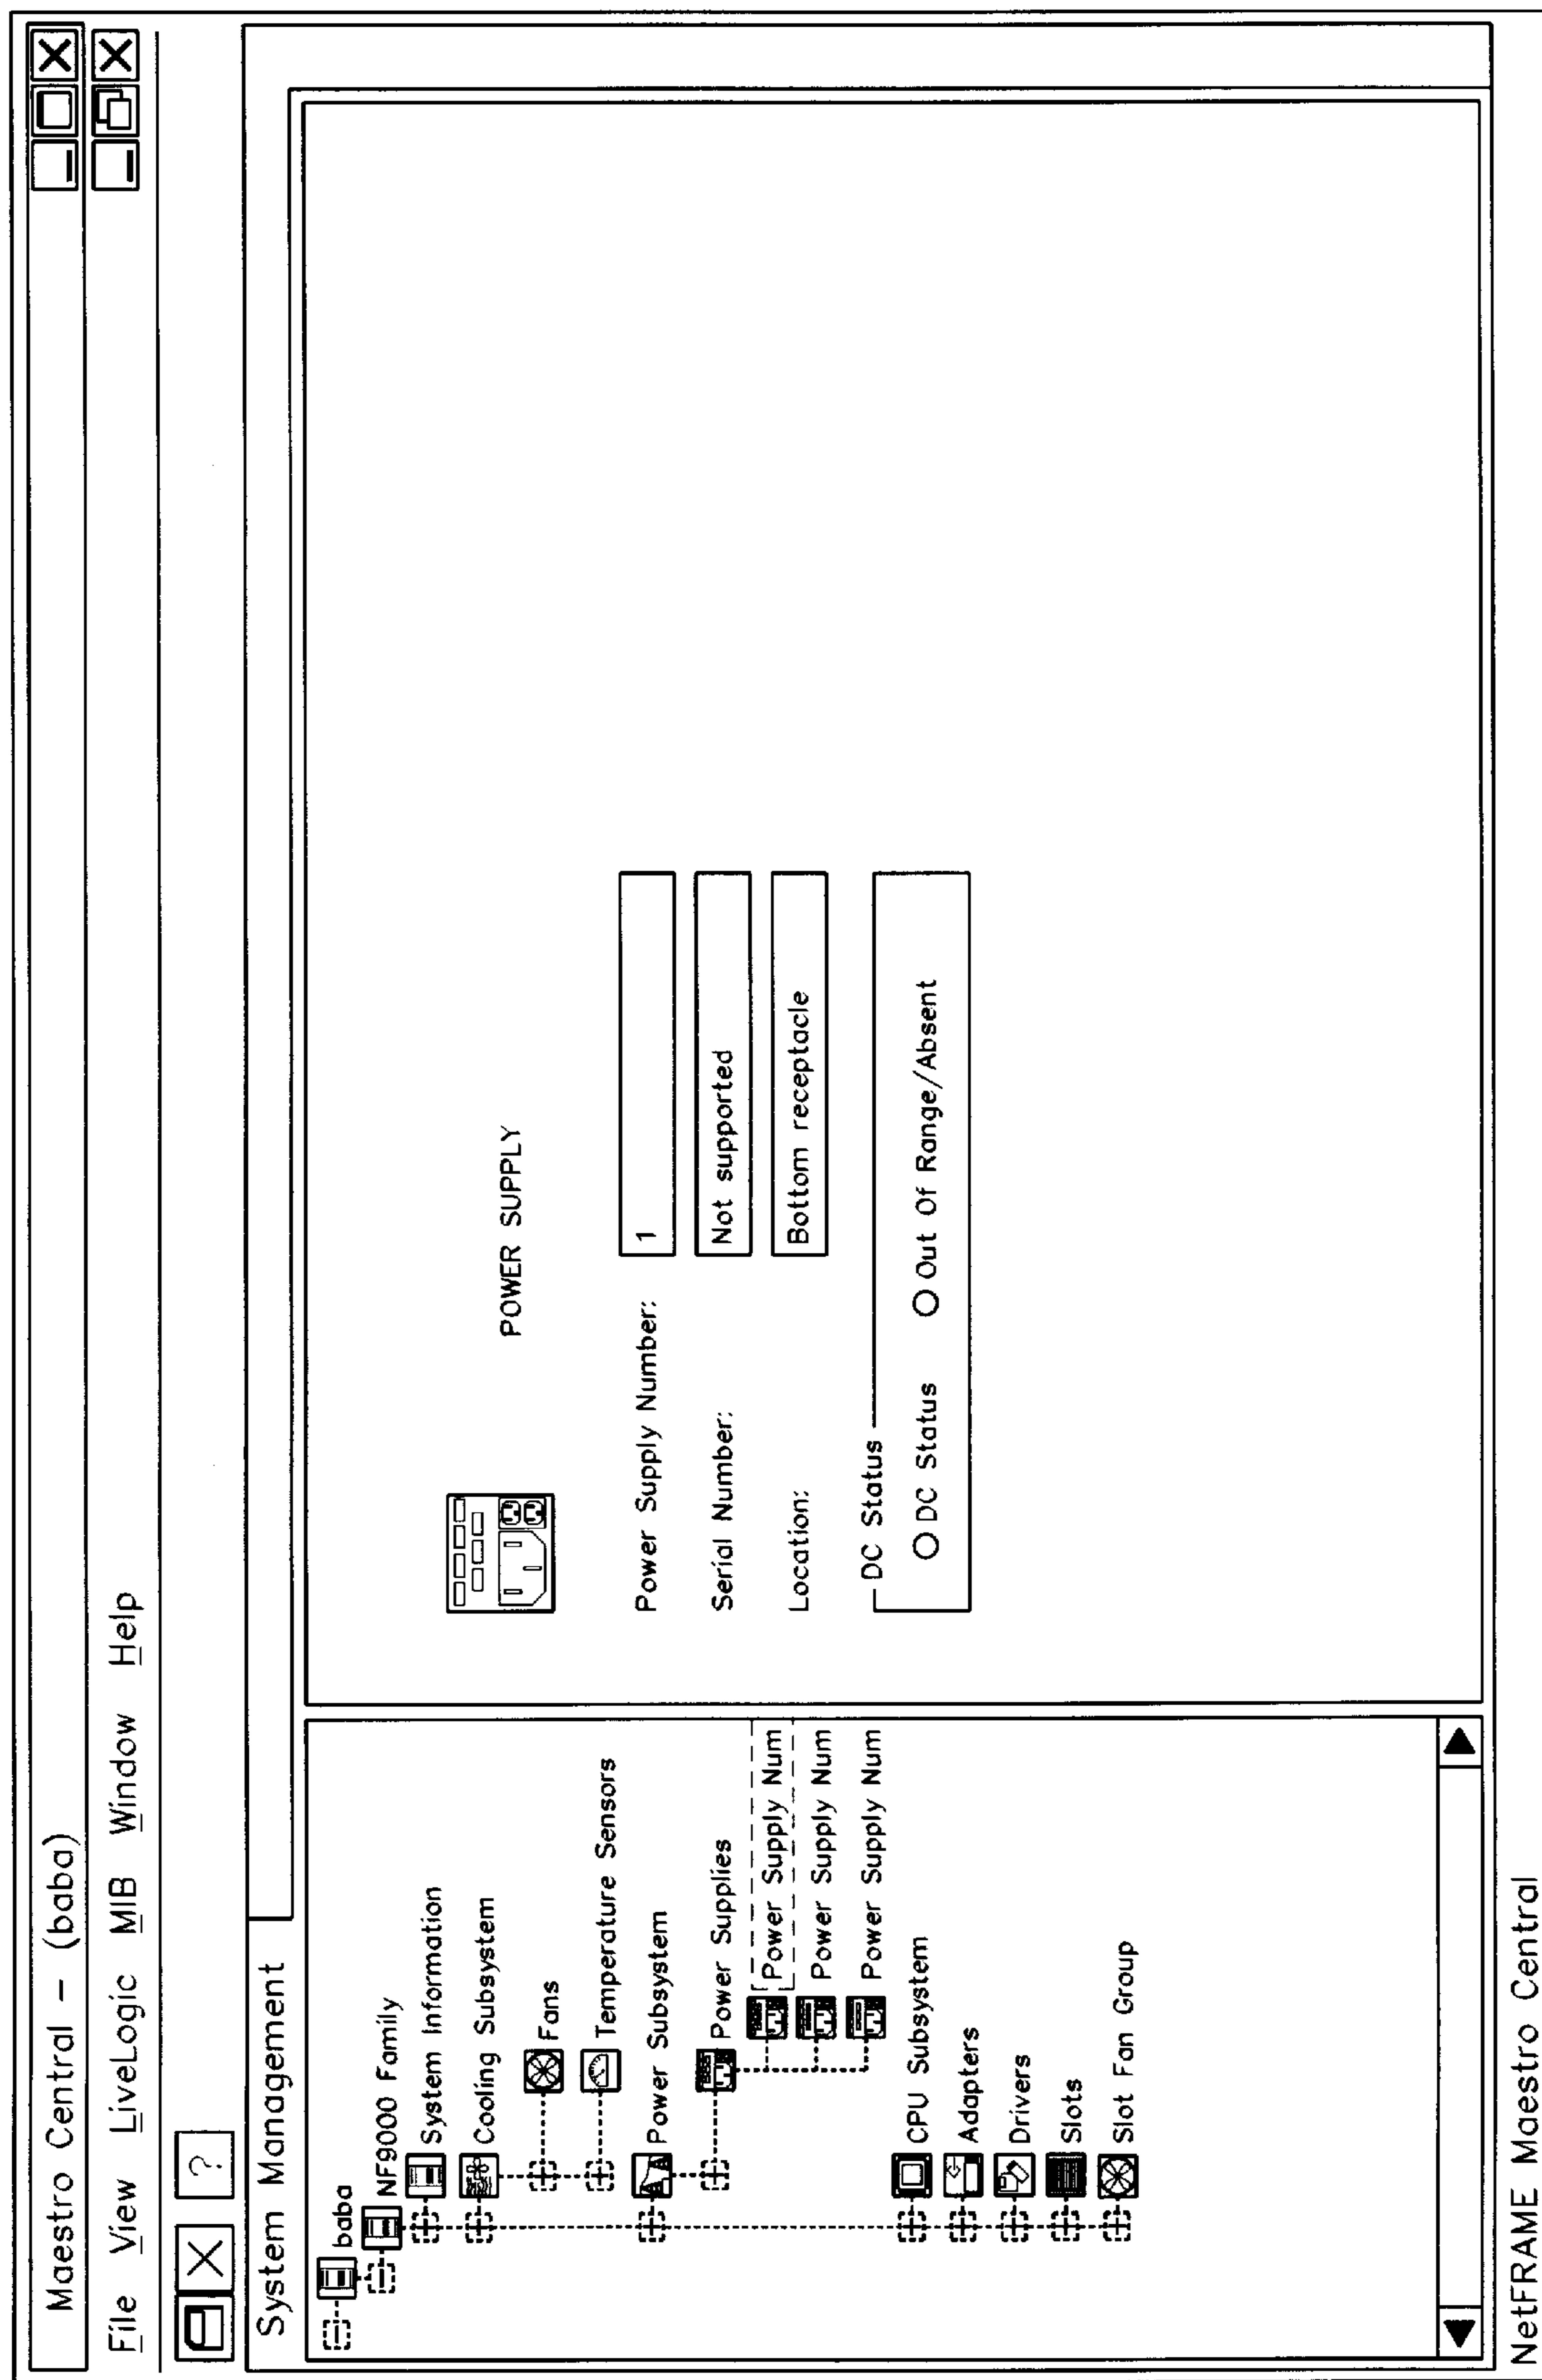 Maestro Central – (baba)
File View LiveLogic MIB Window Help
?
System Management
baba
NF9000 Family
System Information
Cooling Subsystem
Fans
Temperature Sensors
Power Subsystem
Power Supplies
Power Supply Num
Power Supply Num
Power Supply Num
CPU Subsystem
Adapters
Drivers
Slots
Slot Fan Group
POWER SUPPLY
Power Supply Number: 1
Serial Number: Not supported
Location: Bottom receptacle
DC Status
DC Status Out Of Range/Absent
NetFRAME Maestro Central